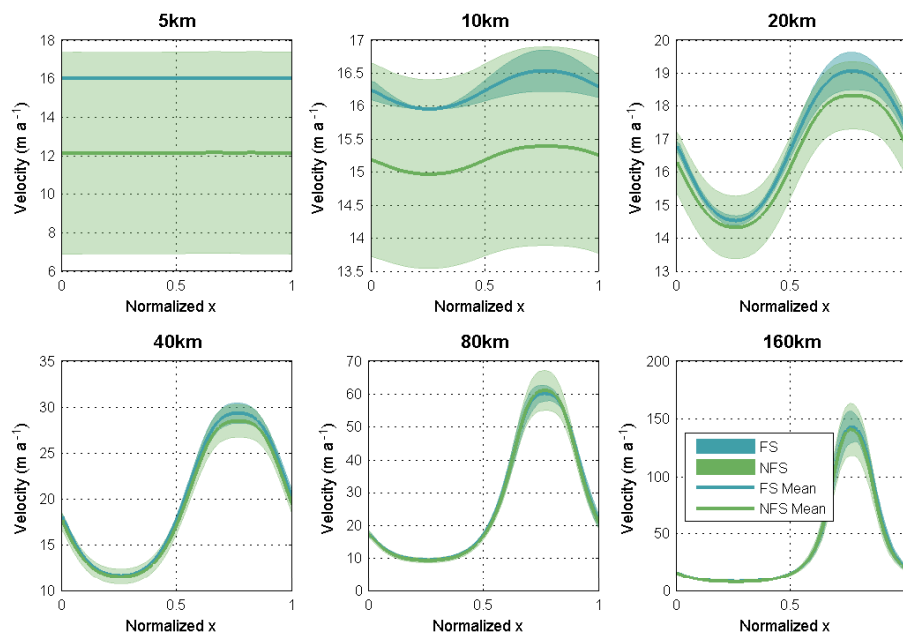 5km
10km
20km
18
16
14
12
10
8
6
Velocity (m a⁻¹)
0
0.5
1
Normalized x
17
16.5
16
15.5
15
14.5
14
13.5
Velocity (m a⁻¹)
0
0.5
1
Normalized x
20
19
18
17
16
15
14
13
Velocity (m a⁻¹)
0
0.5
Normalized x
40km
80km
160km
35
30
25
20
15
10
Velocity (m a⁻¹)
0
0.5
1
Normalized x
70
60
50
40
30
20
10
0
Velocity (m a⁻¹)
0
0.5
1
Normalized x
200
150
100
50
0
Velocity (m a⁻¹)
FS
NFS
FS Mean
NFS Mean
0
0.5
Normalized x